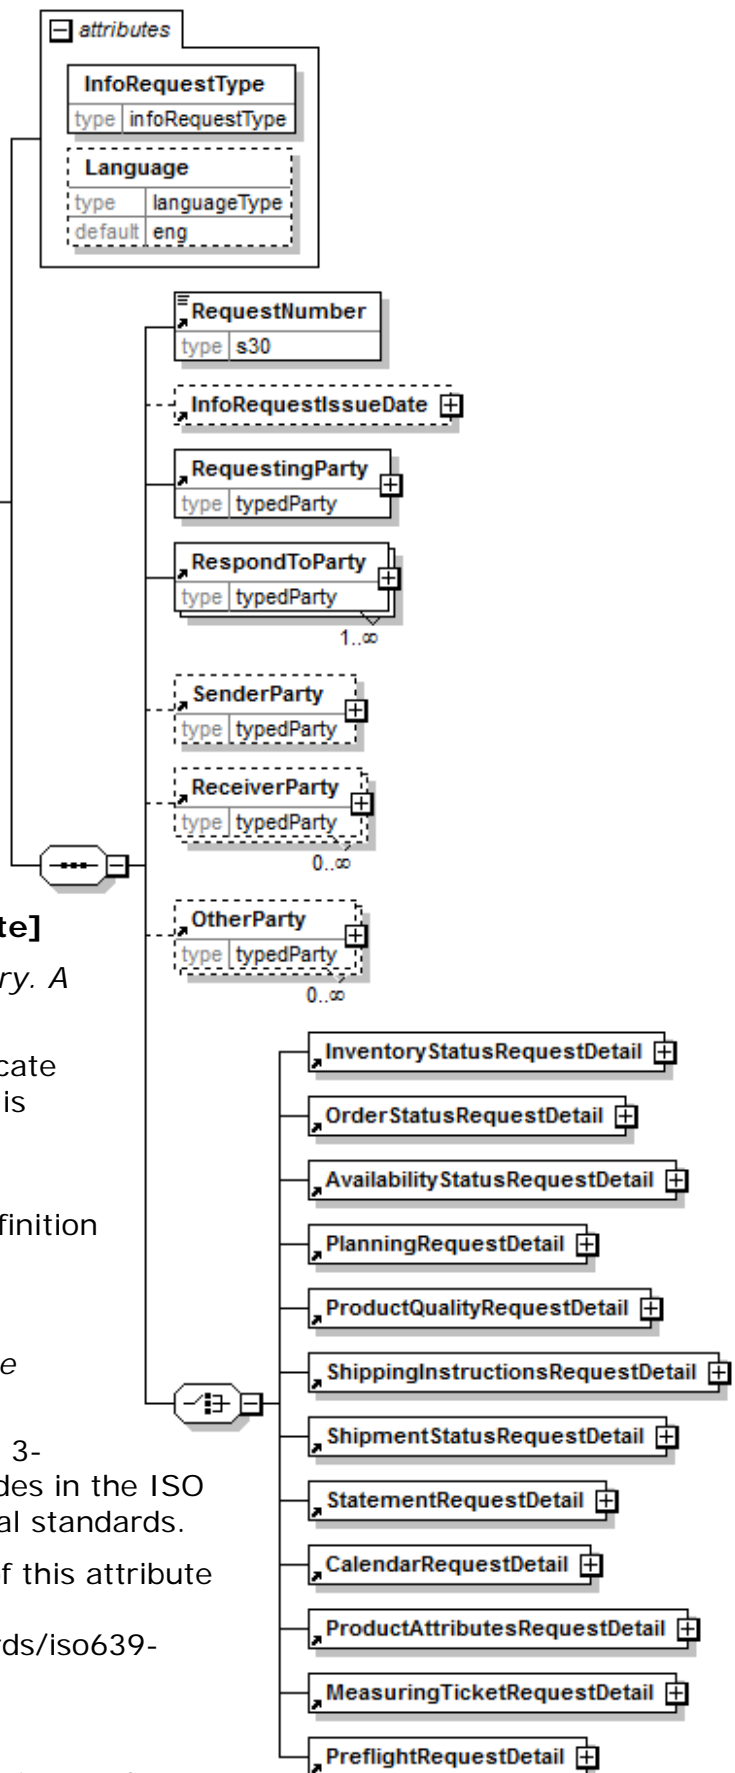 attributes
InfoRequestType
type infoRequestType
Language
type languageType
default eng
RequestNumber
type s30
InfoRequestIssueDate
RequestingParty
type typedParty
RespondToParty
type typedParty
1..∞
SenderParty
type typedParty
ReceiverParty
type typedParty
0..∞
OtherParty
type typedParty
0..∞
te]
ry. A
cate
is
finition
e
3-
des in the ISO
al standards.
f this attribute
rds/iso639-
InventoryStatusRequestDetail
OrderStatusRequestDetail
AvailabilityStatusRequestDetail
PlanningRequestDetail
ProductQualityRequestDetail
ShippingInstructionsRequestDetail
ShipmentStatusRequestDetail
StatementRequestDetail
CalendarRequestDetail
ProductAttributesRequestDetail
MeasuringTicketRequestDetail
PreflightRequestDetail